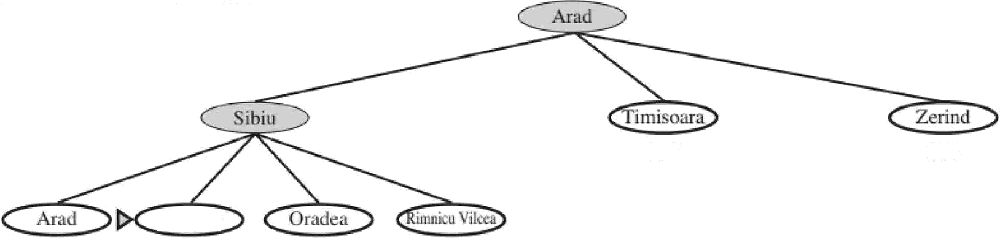 Arad
Sibiu
Timisoara
Zerind
Arad
Oradea
Rimnicu Vilcea